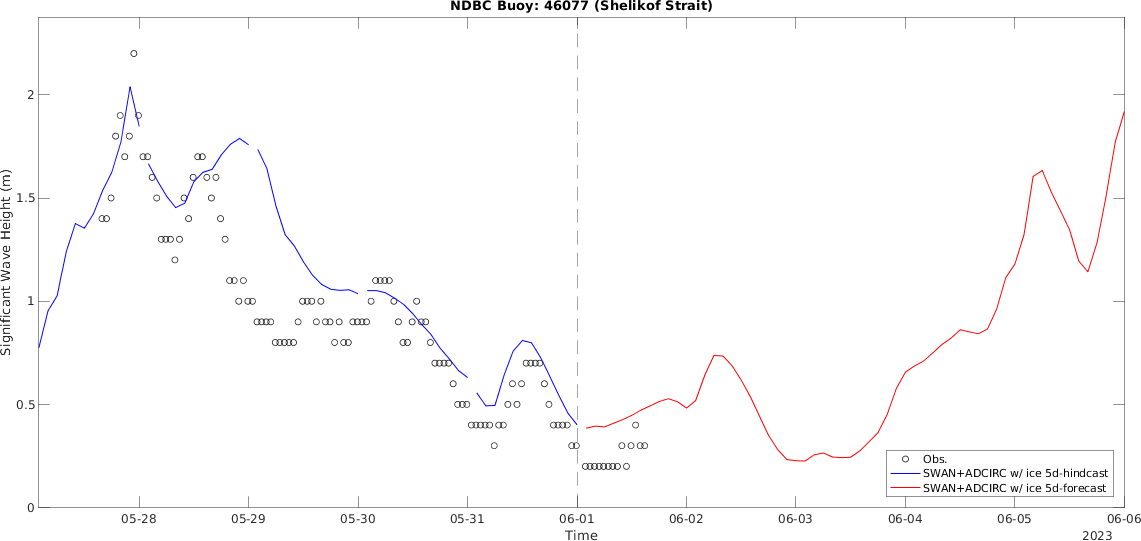 NDBC Buoy: 46077 (Shelikof Strait)
Significant Wave Height (m)
2
1.5
1
0.5
0
Obs.
SWAN+ADCIRC w/ ice 5d-hindcast
SWAN+ADCIRC w/ ice 5d-forecast
05-28 05-29 05-30 05-31 06-01 06-02 06-03 06-04 06-05 06-06
Time
2023